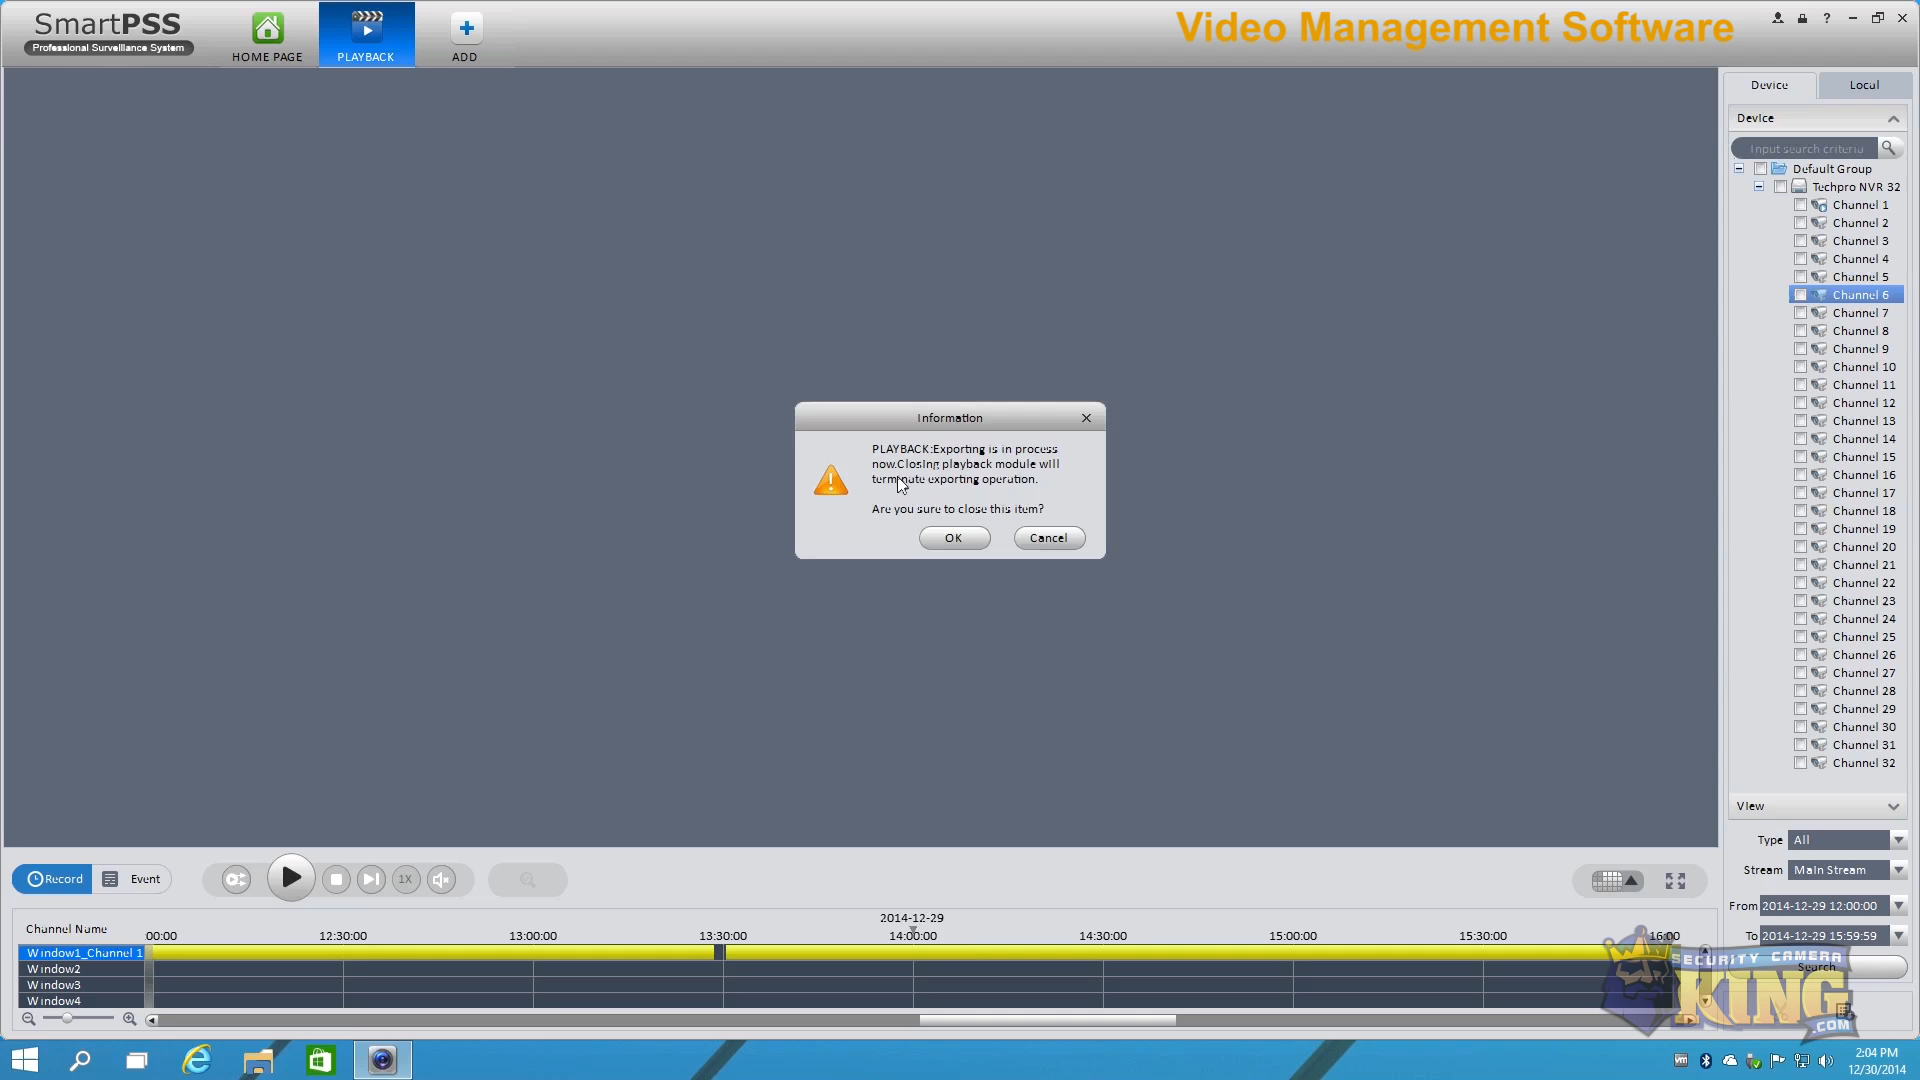 SmartPSS
Professional Surveillance System
HOME PAGE
PLAYBACK
ADD
Video Management Software
?
Device
Local
Device
Input search criteria
Default Group
Techpro NVR 32
Channel 1
Channel 2
Channel 3
Channel 4
Channel 5
Channel 6
Channel 7
Channel 8
Channel 9
Channel 10
Channel 11
Channel 12
Channel 13
Channel 14
Channel 15
Channel 16
Channel 17
Channel 18
Channel 19
Channel 20
Channel 21
Channel 22
Channel 23
Channel 24
Channel 25
Channel 26
Channel 27
Channel 28
Channel 29
Channel 30
Channel 31
Channel 32
Information
PLAYBACK:Exporting is in process
now.Closing playback module will
terminate exporting operation.
Are you sure to close this item?
OK
Cancel
View
Type All
Stream Main Stream
From 2014-12-29 12:00:00
To 2014-12-29 15:59:59
Search
Record
Event
1X
2014-12-29
Channel Name
00:00 12:30:00 13:00:00 13:30:00 14:00:00 14:30:00 15:00:00 15:30:00 16:00
Window1_Channel 1
Window2
Window3
Window4
SECURITY CAMERA
KING
.COM
2:04 PM
12/30/2014